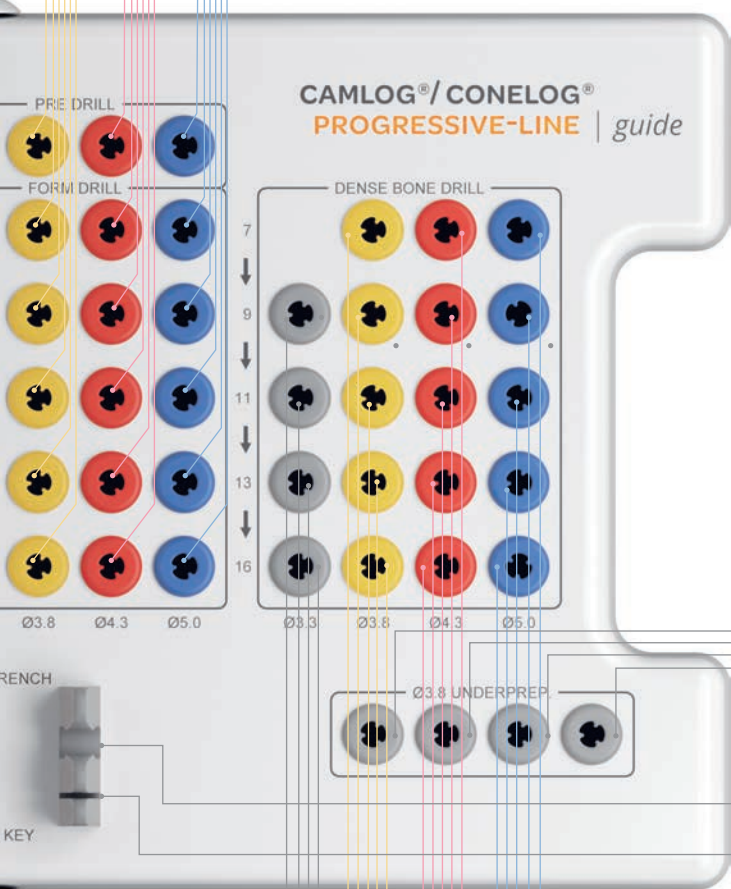 CAMLOG®/ CONELOG®
PROGRESSIVE-LINE | guide
PRE DRILL
FORM DRILL
DENSE BONE DRILL
7
9
11
13
16
Ø3.8 Ø4.3 Ø5.0
Ø3.3 Ø3.8 Ø4.3 Ø5.0
RENCH
Ø3.8 UNDERPREP.
KEY